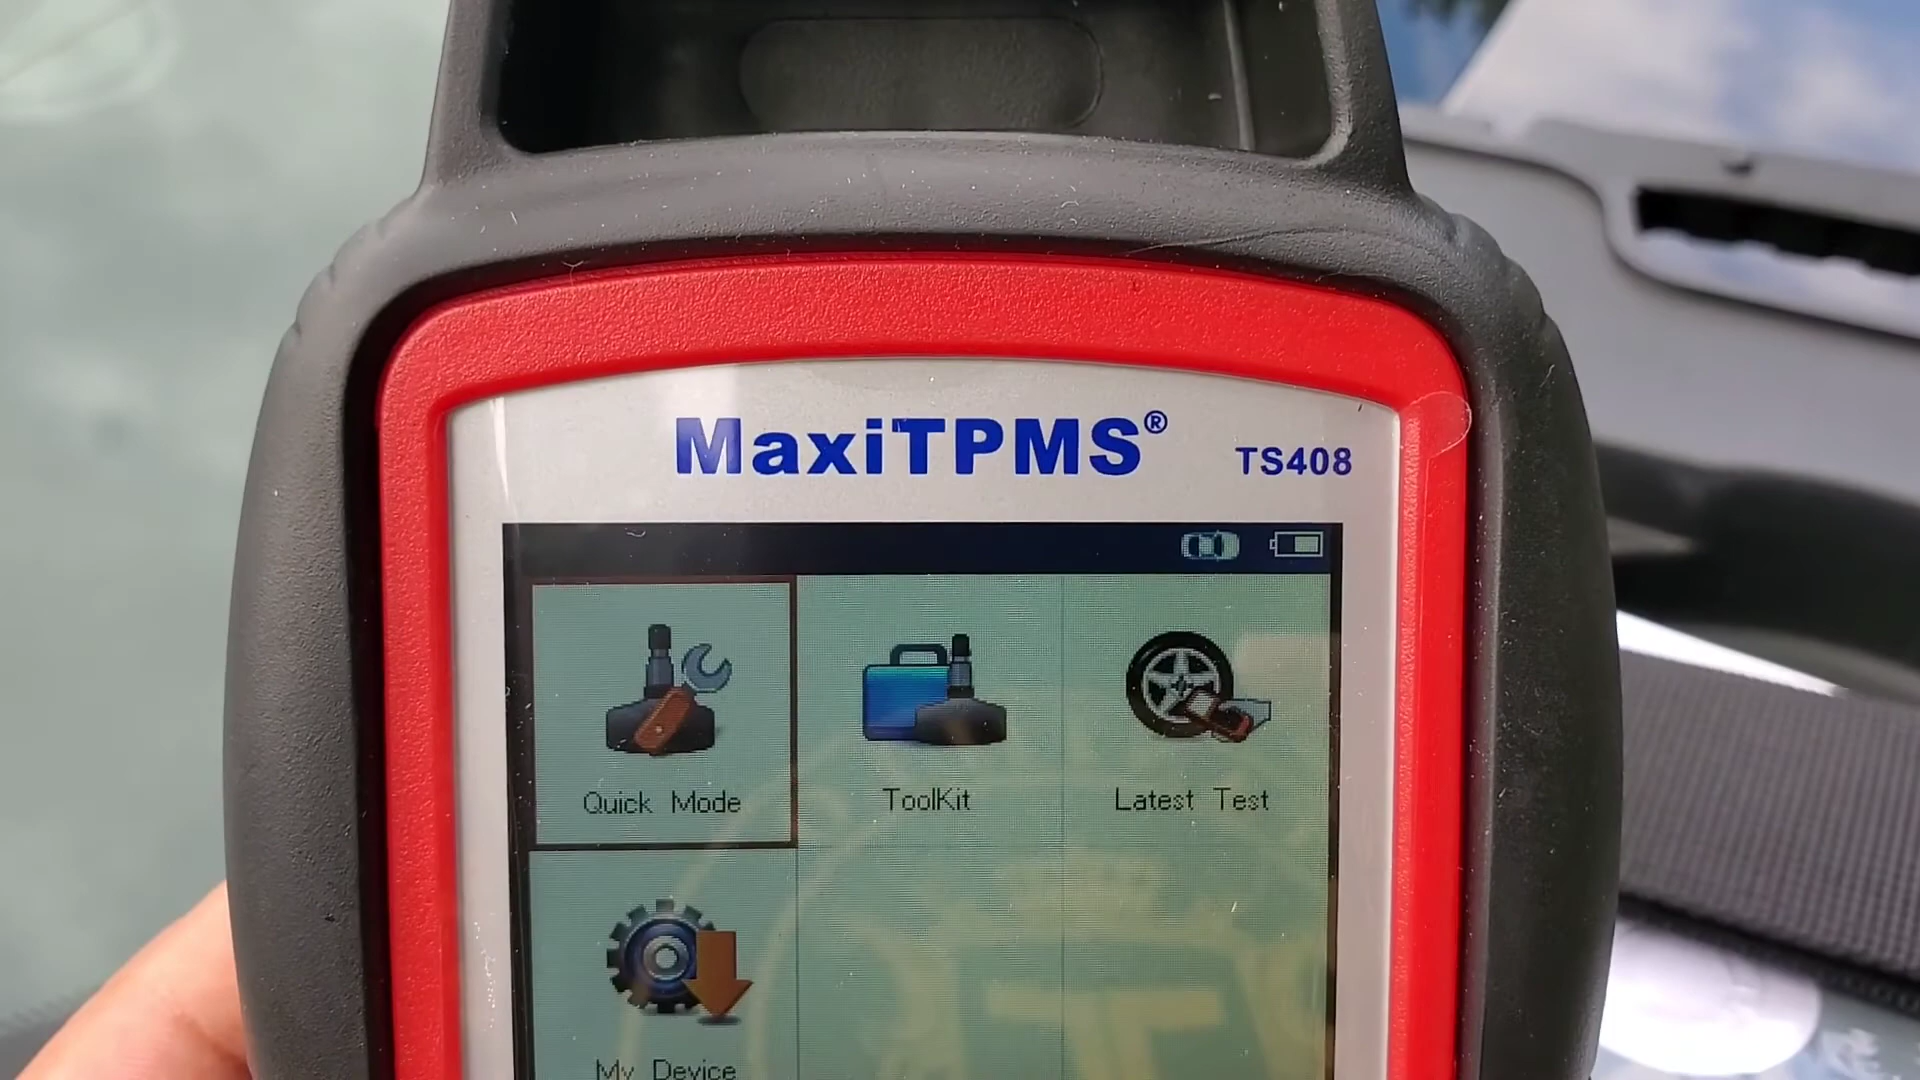 MaxiTPMS®
TS408
Quick Mode
ToolKit
Latest Test
My Device